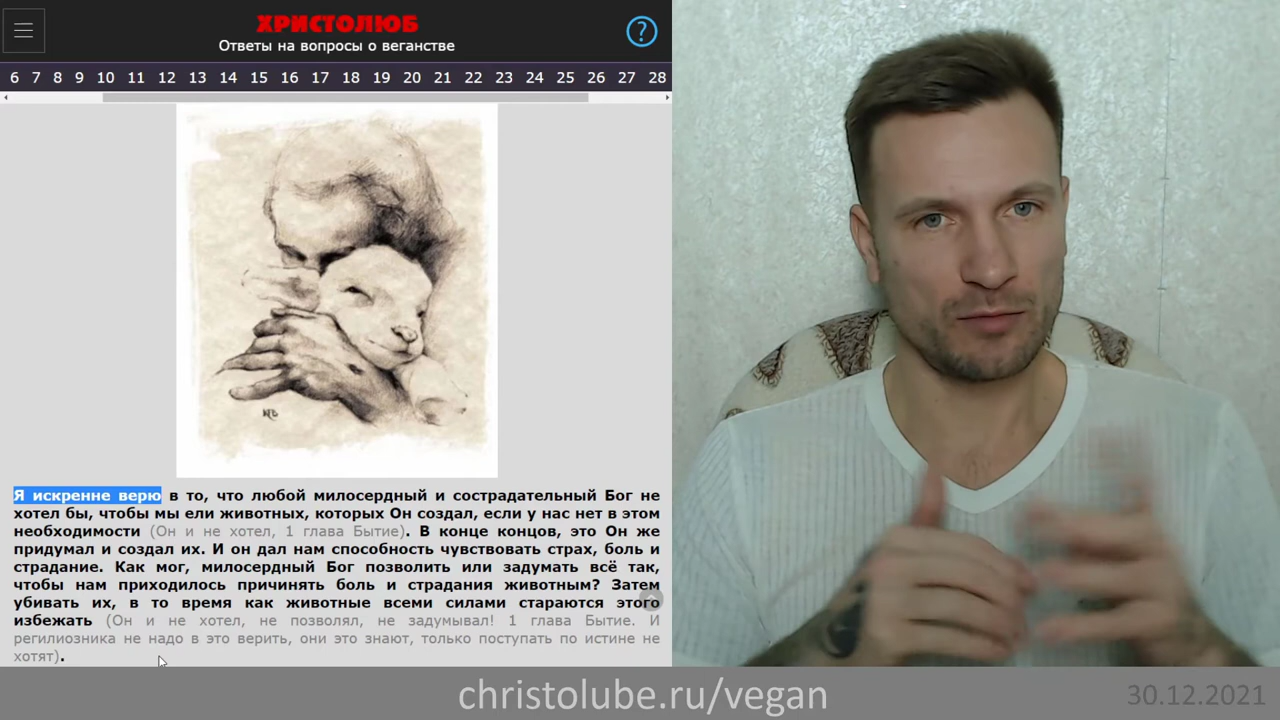 ХРИСТОЛЮБ
Ответы на вопросы о веганстве
?
6 7 8 9 10 11 12 13 14 15 16 17 18 19 20 21 22 23 24 25 26 27 28
Я искренне верю в то, что любой милосердный и сострадательный Бог не
хотел бы, чтобы мы ели животных, которых Он создал, если у нас нет в этом
необходимости (Он и не хотел, 1 глава Бытие). В конце концов, это Он же
придумал и создал их. И он дал нам способность чувствовать страх, боль и
страдание. Как мог, милосердный Бог позволить или задумать всё так,
чтобы нам приходилось причинять боль и страдания животным? Затем
убивать их, в то время как животные всеми силами стараются этого
избежать (Он и не хотел, не позволял, не задумывал! 1 глава Бытие. И
регилиозника не надо в это верить, они это знают, только поступать по истине не
хотят).
christolube.ru/vegan
30.12.2021